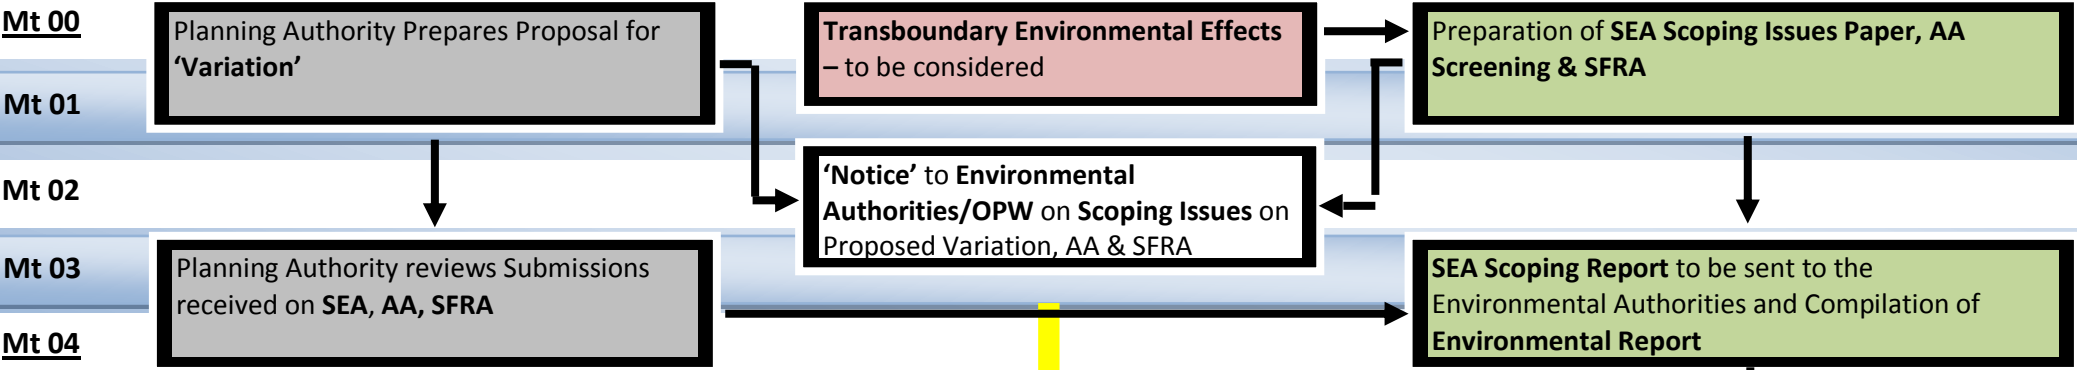 Mt 00
Mt 01
Mt 02
Mt 03
Mt 04
Planning Authority Prepares Proposal for
‘Variation’
Transboundary Environmental Effects
– to be considered
Preparation of SEA Scoping Issues Paper, AA
Screening & SFRA
‘Notice’ to Environmental
Authorities/OPW on Scoping Issues on
Proposed Variation, AA & SFRA
Planning Authority reviews Submissions
received on SEA, AA, SFRA
SEA Scoping Report to be sent to the
Environmental Authorities and Compilation of
Environmental Report